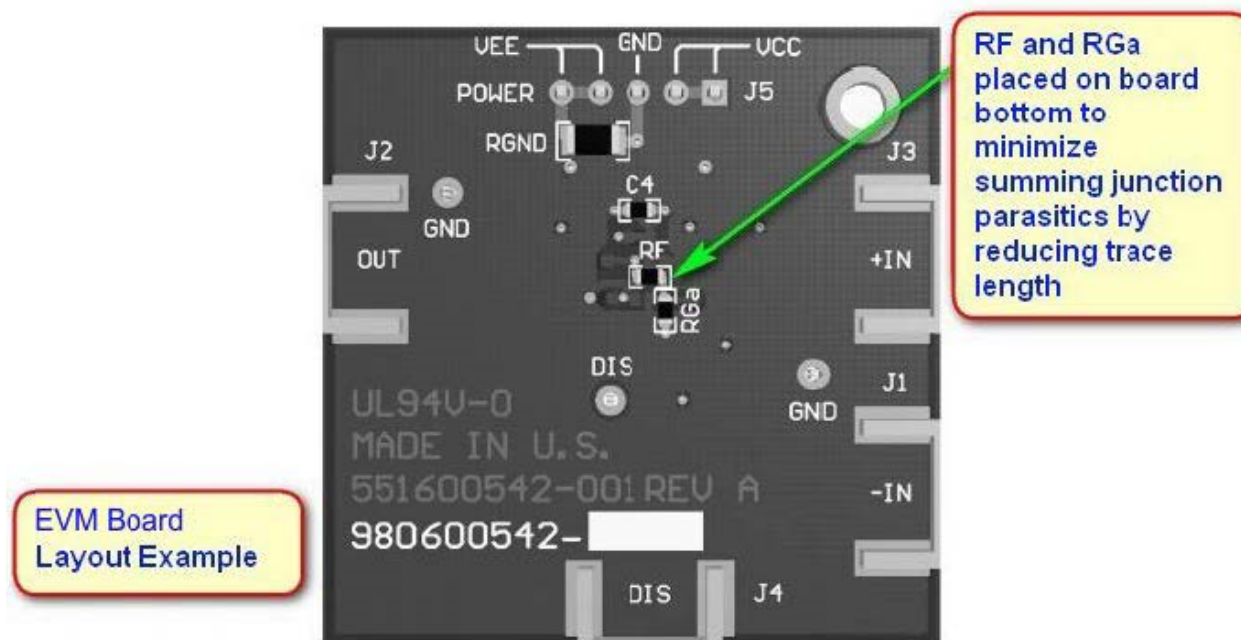 VEE
GND
VCC
POWER
J5
RGND
J2
J3
C4
GND
OUT
RF
+IN
RGa
DIS
J1
GND
UL94V-0
MADE IN U.S.
551600542-001 REV A
-IN
980600542-
DIS
J4
RF and RGa
placed on board
bottom to
minimize
summing junction
parasitics by
reducing trace
length
EVM Board
Layout Example